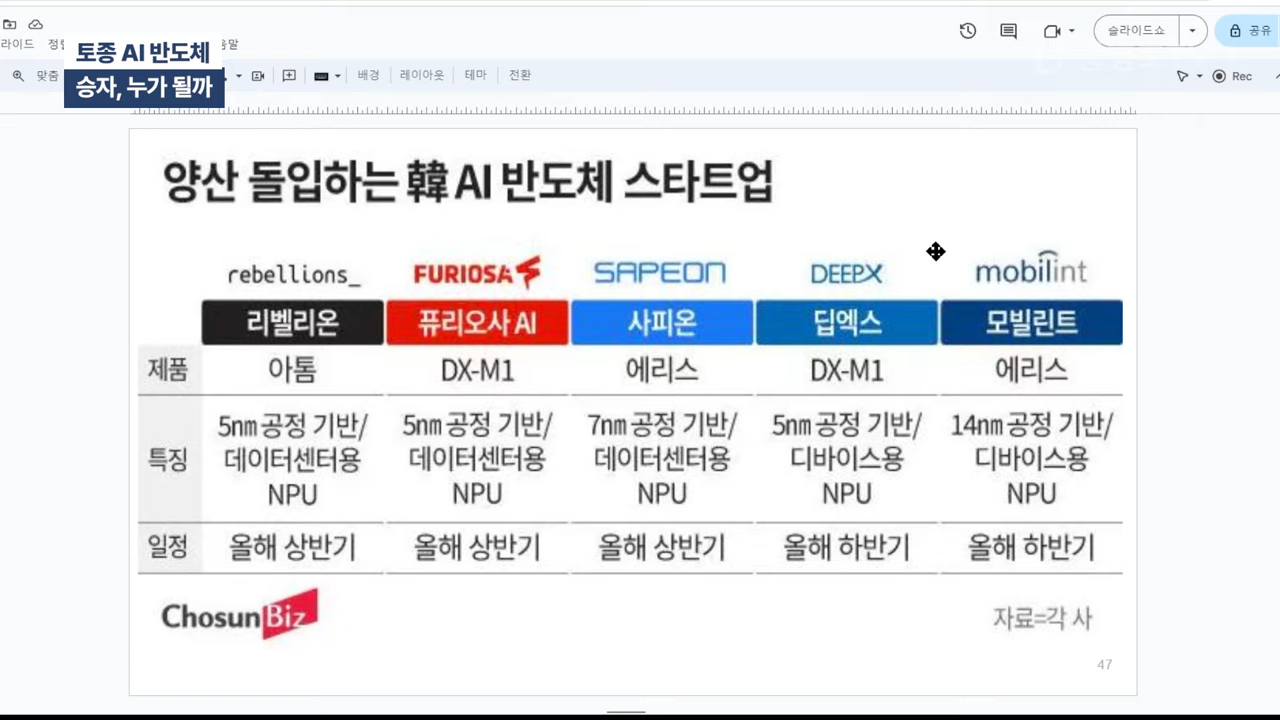 토종 AI 반도체
승자, 누가 될까
라이드
슬라이드쇼
공유
맞춤
배경
레이아웃
테마
전환
Rec
양산 돌입하는 韓 AI 반도체 스타트업
rebellions_ FURIOSA SAPEON DEEPX mobilint
리벨리온 퓨리오사 AI 사피온 딥엑스 모빌린트
제품 아톰 DX-M1 에리스 DX-M1 에리스
특징
5nm 공정 기반/ 5nm 공정 기반/ 7nm 공정 기반/ 5nm 공정 기반/ 14nm 공정 기반/
데이터센터용 데이터센터용 데이터센터용 디바이스용 디바이스용
NPU NPU NPU NPU NPU
일정 올해 상반기 올해 상반기 올해 상반기 올해 하반기 올해 하반기
ChosunBiz
자료=각 사
47